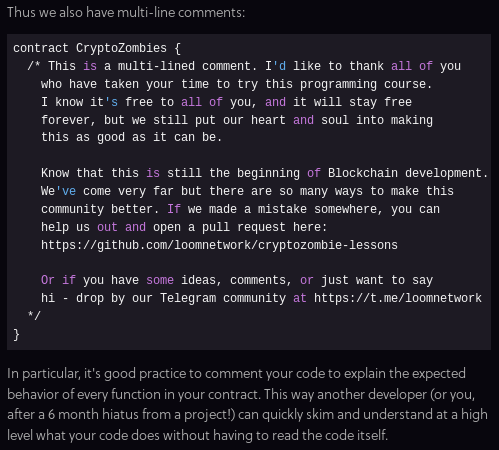 Thus we also have multi-line comments:
contract CryptoZombies {
/* This is a multi-lined comment. I'd like to thank all of you
who have taken your time to try this programming course.
I know it's free to all of you, and it will stay free
forever, but we still put our heart and soul into making
this as good as it can be.
Know that this is still the beginning of Blockchain development.
We've come very far but there are so many ways to make this
community better. If we made a mistake somewhere, you can
help us out and open a pull request here:
https://github.com/loomnetwork/cryptozombie-lessons
Or if you have some ideas, comments, or just want to say
hi - drop by our Telegram community at https://t.me/loomnetwork
*/
}
In particular, it's good practice to comment your code to explain the expected
behavior of every function in your contract. This way another developer (or you,
after a 6 month hiatus from a project!) can quickly skim and understand at a high
level what your code does without having to read the code itself.